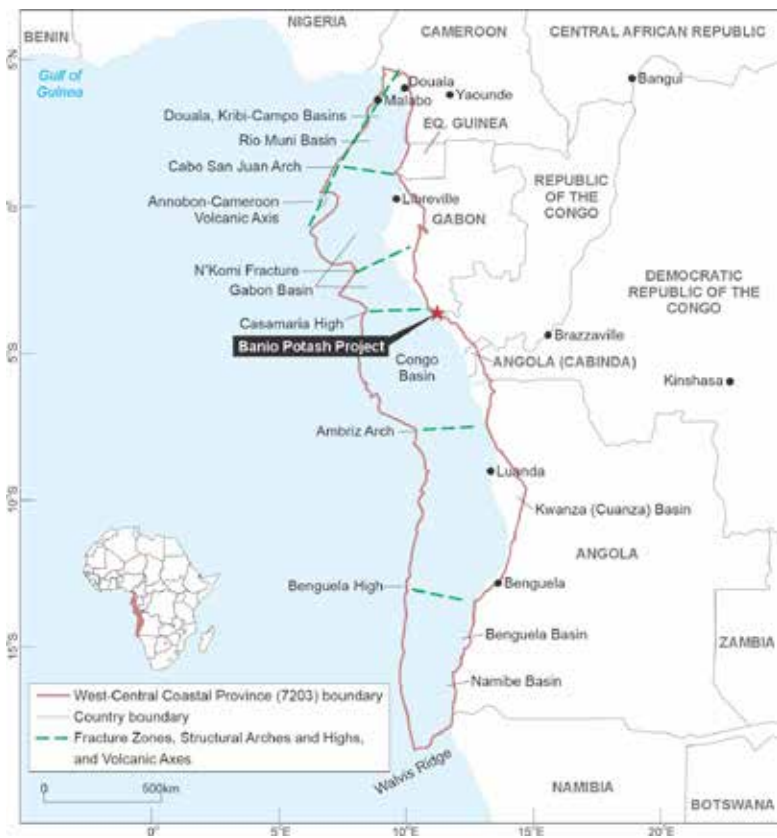 NIGERIA
BENIN
CAMEROON
CENTRAL AFRICAN REPUBLIC
5°N
Gulf of
Guinea
Douala
Bangui
Malabo
Yaounde
Douala, Kribi-Campo Basins
EQ. GUINEA
Rio Muni Basin
Cabo San Juan Arch
REPUBLIC
OF THE
CONGO
Annobon-Cameroon
Volcanic Axis
Libreville
0°
GABON
N'Komi Fracture
Gabon Basin
DEMOCRATIC
REPUBLIC OF THE
CONGO
Casamaria High
Banio Potash Project
Brazzaville
5°S
Congo
Basin
ANGOLA (CABINDA)
Kinshasa
Ambriz Arch
Luanda
10°S
Kwanza (Cuanza) Basin
ANGOLA
Benguela High
Benguela
Benguela Basin
ZAMBIA
15°S
Namibe Basin
West-Central Coastal Province (7203) boundary
Country boundary
Fracture Zones, Structural Arches and Highs,
and Volcanic Axes
Walvis Ridge
0 500km
NAMIBIA
BOTSWANA
0° 5°E 10°E 15°E 20°E